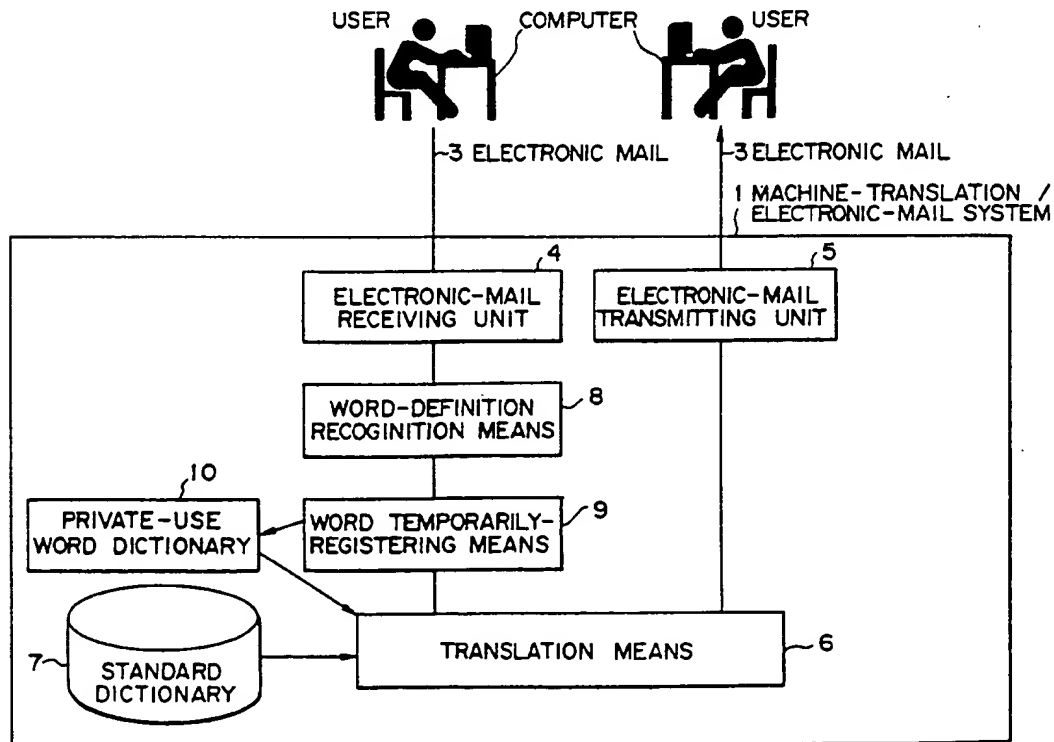 USER
COMPUTER
USER
3 ELECTRONIC MAIL
3 ELECTRONIC MAIL
1 MACHINE-TRANSLATION /
ELECTRONIC-MAIL SYSTEM
4
ELECTRONIC-MAIL
RECEIVING UNIT
5
ELECTRONIC-MAIL
TRANSMITTING UNIT
8
WORD-DEFINITION
RECOGINITION MEANS
10
PRIVATE-USE
WORD DICTIONARY
9
WORD TEMPORARILY-
REGISTERING MEANS
7
STANDARD
DICTIONARY
TRANSLATION MEANS
6